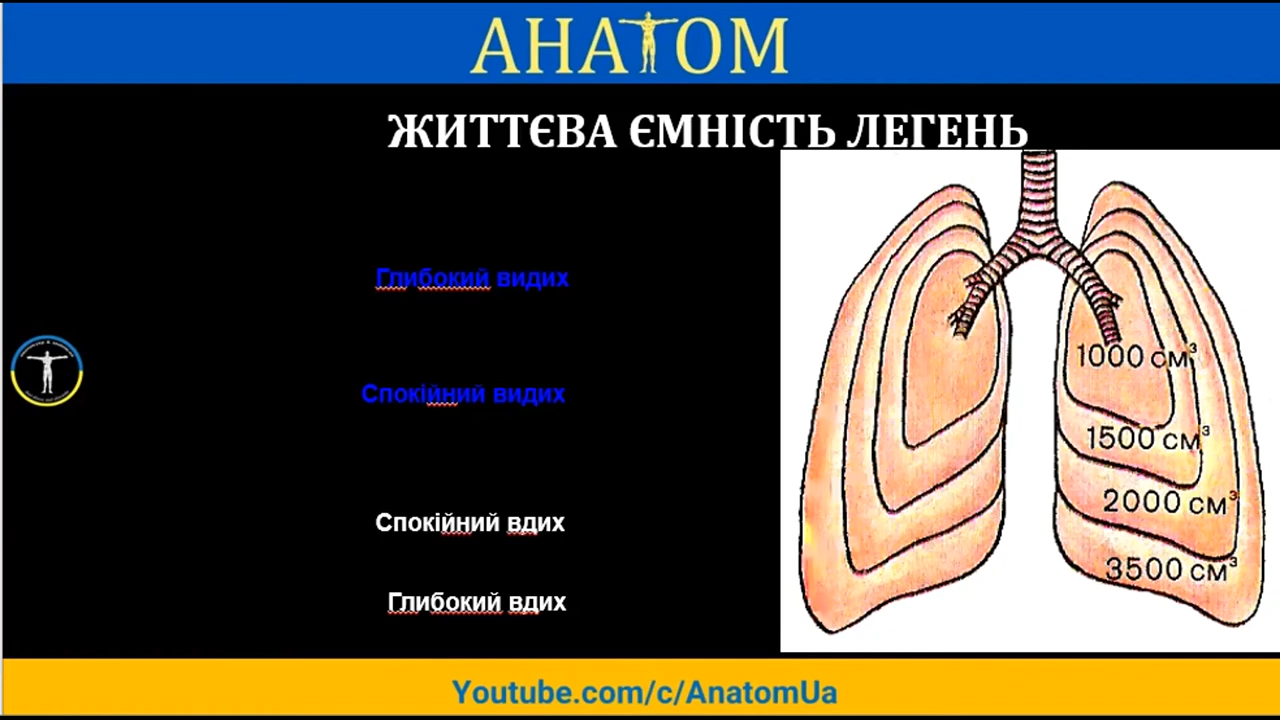 АНАТОМ
ЖИТТЄВА ЄМНІСТЬ ЛЕГЕНЬ
Глибокий видих
Спокійний видих
Спокійний вдих
Глибокий вдих
1000 см³
1500 см³
2000 см³
3500 см³
Youtube.com/c/AnatomUa